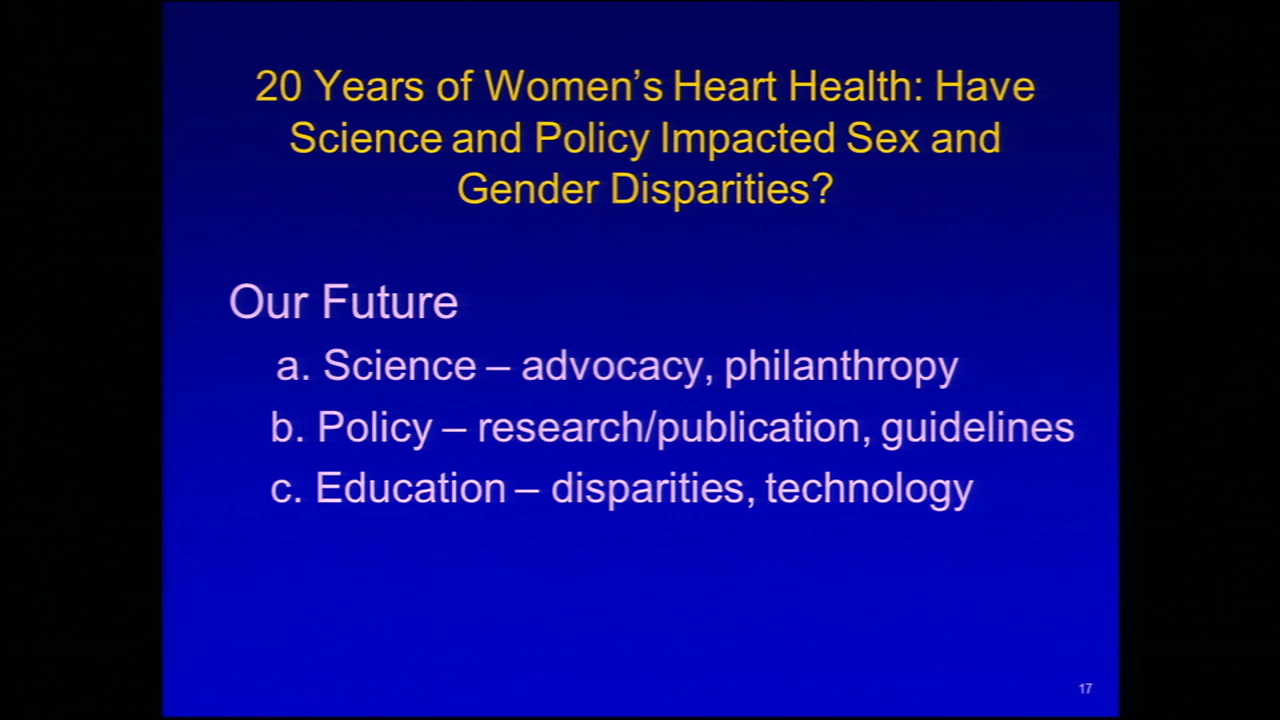 20 Years of Women’s Heart Health: Have
Science and Policy Impacted Sex and
Gender Disparities?
Our Future
a. Science – advocacy, philanthropy
b. Policy – research/publication, guidelines
c. Education – disparities, technology
17